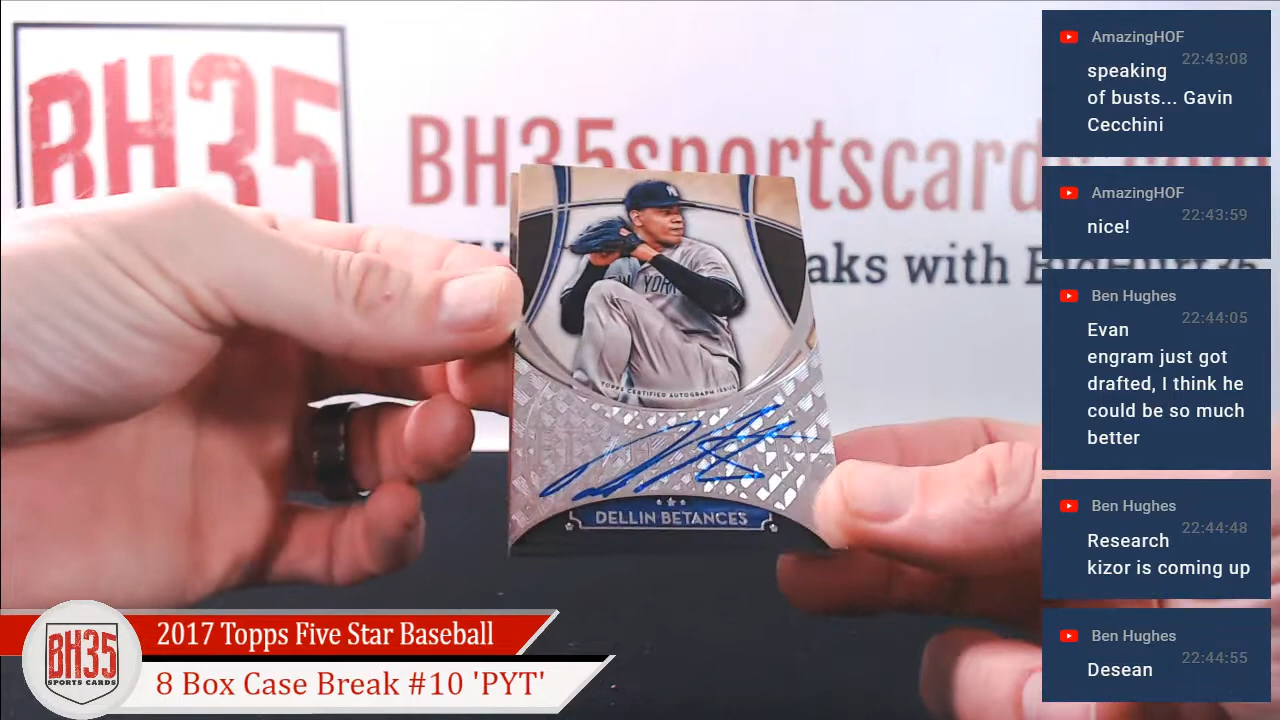 BH35
BH35sportscards.com
aks with
NEW YORK
TOPPS CERTIFIED AUTOGRAPH ISSUE
DELLIN BETANCES
BH35
SPORTS CARDS
2017 Topps Five Star Baseball
8 Box Case Break #10 'PYT'
AmazingHOF
22:43:08
speaking
of busts... Gavin
Cecchini
AmazingHOF
22:43:59
nice!
Ben Hughes
22:44:05
Evan
engram just got
drafted, I think he
could be so much
better
Ben Hughes
22:44:48
Research
kizor is coming up
Ben Hughes
22:44:55
Desean